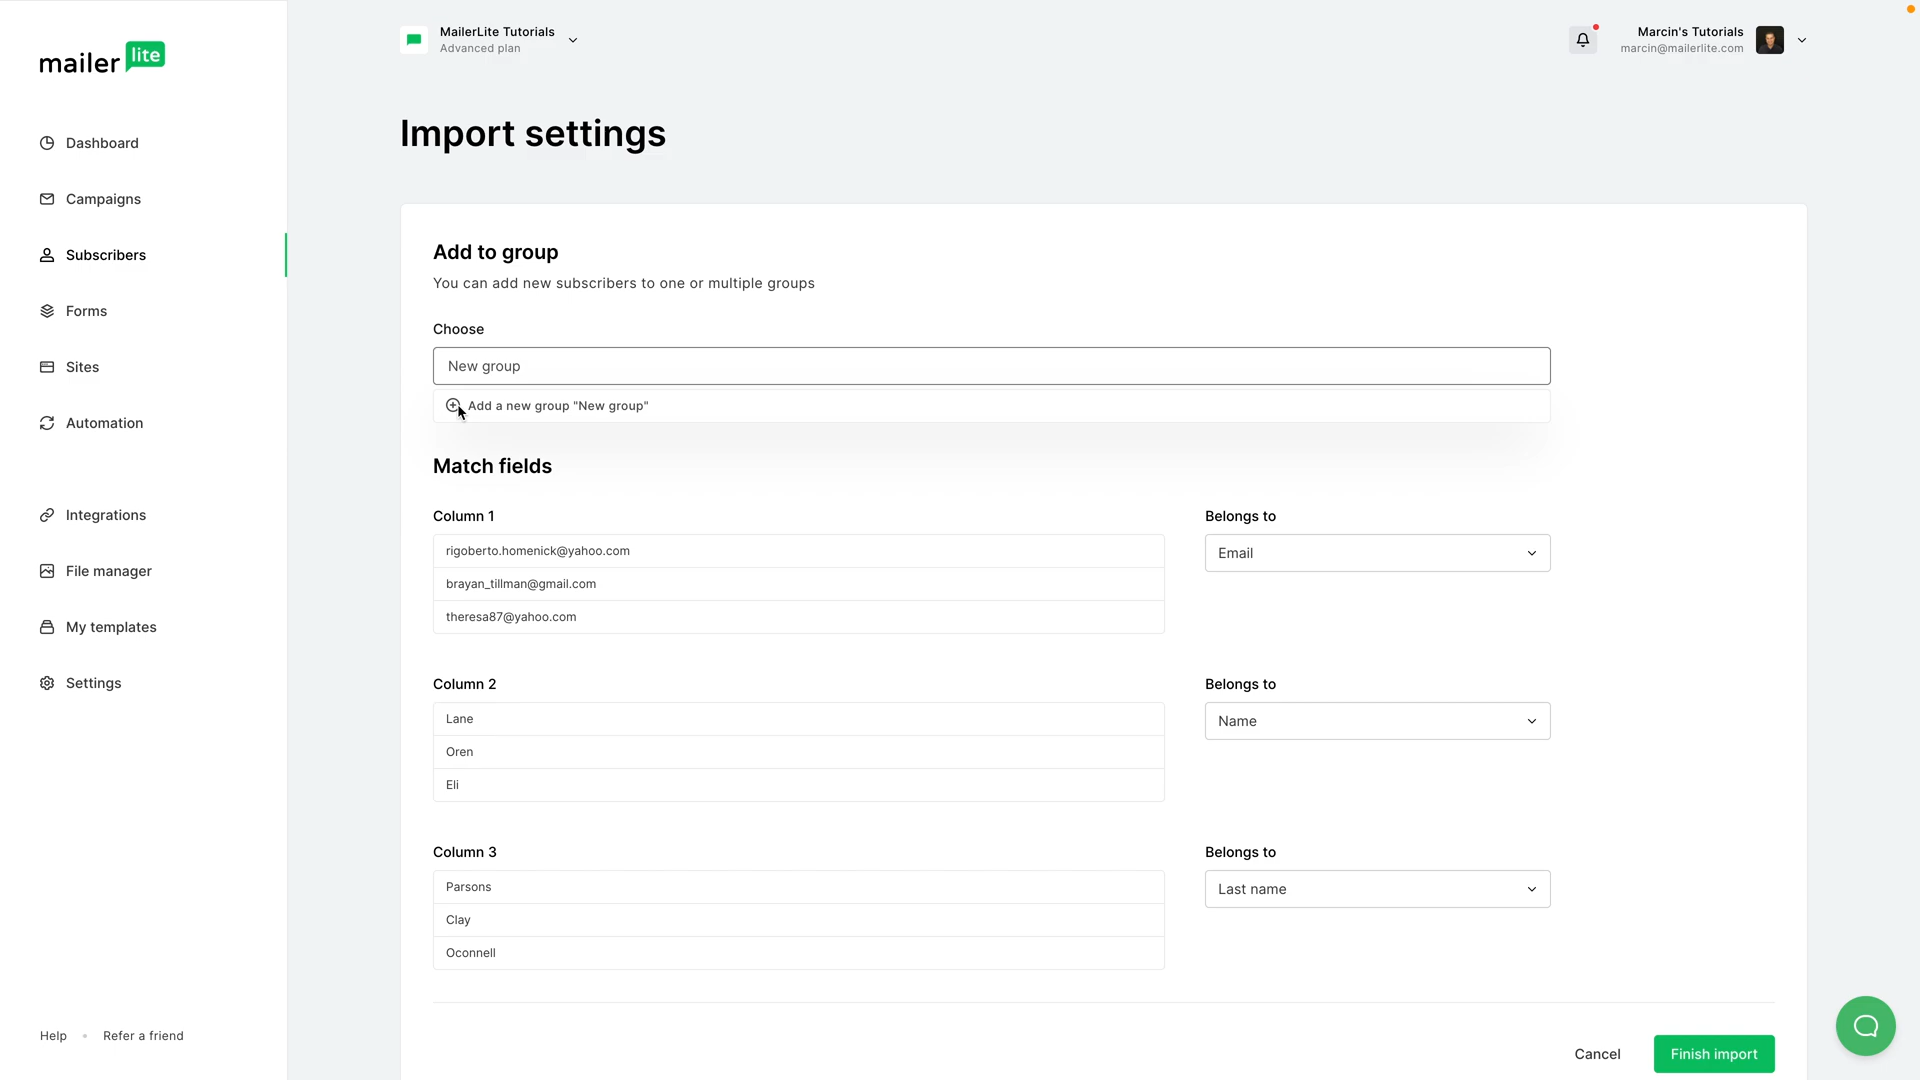 mailer lite
Dashboard
Campaigns
Subscribers
Forms
Sites
Automation
Integrations
File manager
My templates
Settings
Help • Refer a friend
MailerLite Tutorials
Advanced plan
Marcin's Tutorials
marcin@mailerlite.com
Import settings
Add to group
You can add new subscribers to one or multiple groups
Choose
New group
Add a new group "New group"
Match fields
Column 1
Belongs to
rigoberto.homenick@yahoo.com
Email
brayan_tillman@gmail.com
theresa87@yahoo.com
Column 2
Belongs to
Lane
Name
Oren
Eli
Column 3
Belongs to
Parsons
Last name
Clay
Oconnell
Cancel
Finish import